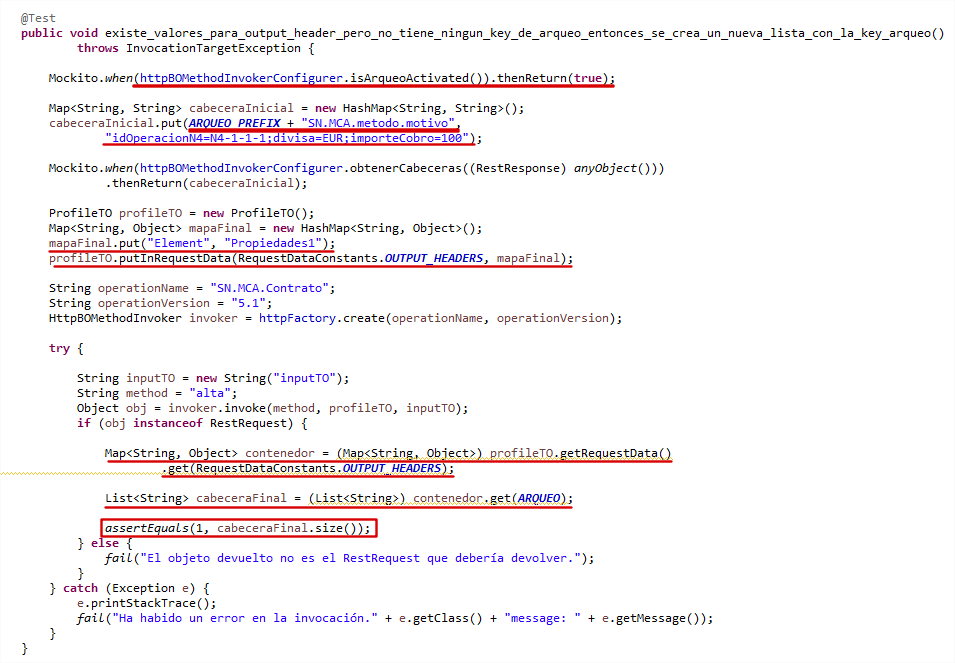 @Test
public void existe_valores_para_output_header_pero_no_tiene_ningun_key_de_arqueo_entonces_se_crea_un_nueva_lista_con_la_key_arqueo()
        throws InvocationTargetException {
    Mockito.when(httpBOMethodInvokerConfigurer.isArqueoActivated()).thenReturn(true);
    Map<String, String> cabeceraInicial = new HashMap<String, String>();
    cabeceraInicial.put(ARQUEO_PREFIX + "SN.MCA.metodo.motivo",
            "idOperacionN4=N4-1-1-1;divisa=EUR;importeCobro=100");
    Mockito.when(httpBOMethodInvokerConfigurer.obtenerCabeceras((RestResponse) anyObject()))
            .thenReturn(cabeceraInicial);
    ProfileTO profileTO = new ProfileTO();
    Map<String, Object> mapaFinal = new HashMap<String, Object>();
    mapaFinal.put("Element", "Propiedades1");
    profileTO.putInRequestData(RequestDataConstants.OUTPUT_HEADERS, mapaFinal);
    String operationName = "SN.MCA.Contrato";
    String operationVersion = "5.1";
    HttpBOMethodInvoker invoker = httpFactory.create(operationName, operationVersion);
    try {
        String inputTO = new String("inputTO");
        String method = "alta";
        Object obj = invoker.invoke(method, profileTO, inputTO);
        if (obj instanceof RestRequest) {
            Map<String, Object> contenedor = (Map<String, Object>) profileTO.getRequestData()
                    .get(RequestDataConstants.OUTPUT_HEADERS);
            List<String> cabeceraFinal = (List<String>) contenedor.get(ARQUEO);
            assertEquals(1, cabeceraFinal.size());
        } else {
            fail("El objeto devuelto no es el RestRequest que debería devolver.");
        }
    } catch (Exception e) {
        e.printStackTrace();
        fail("Ha habido un error en la invocación." + e.getClass() + "message: " + e.getMessage());
    }
}